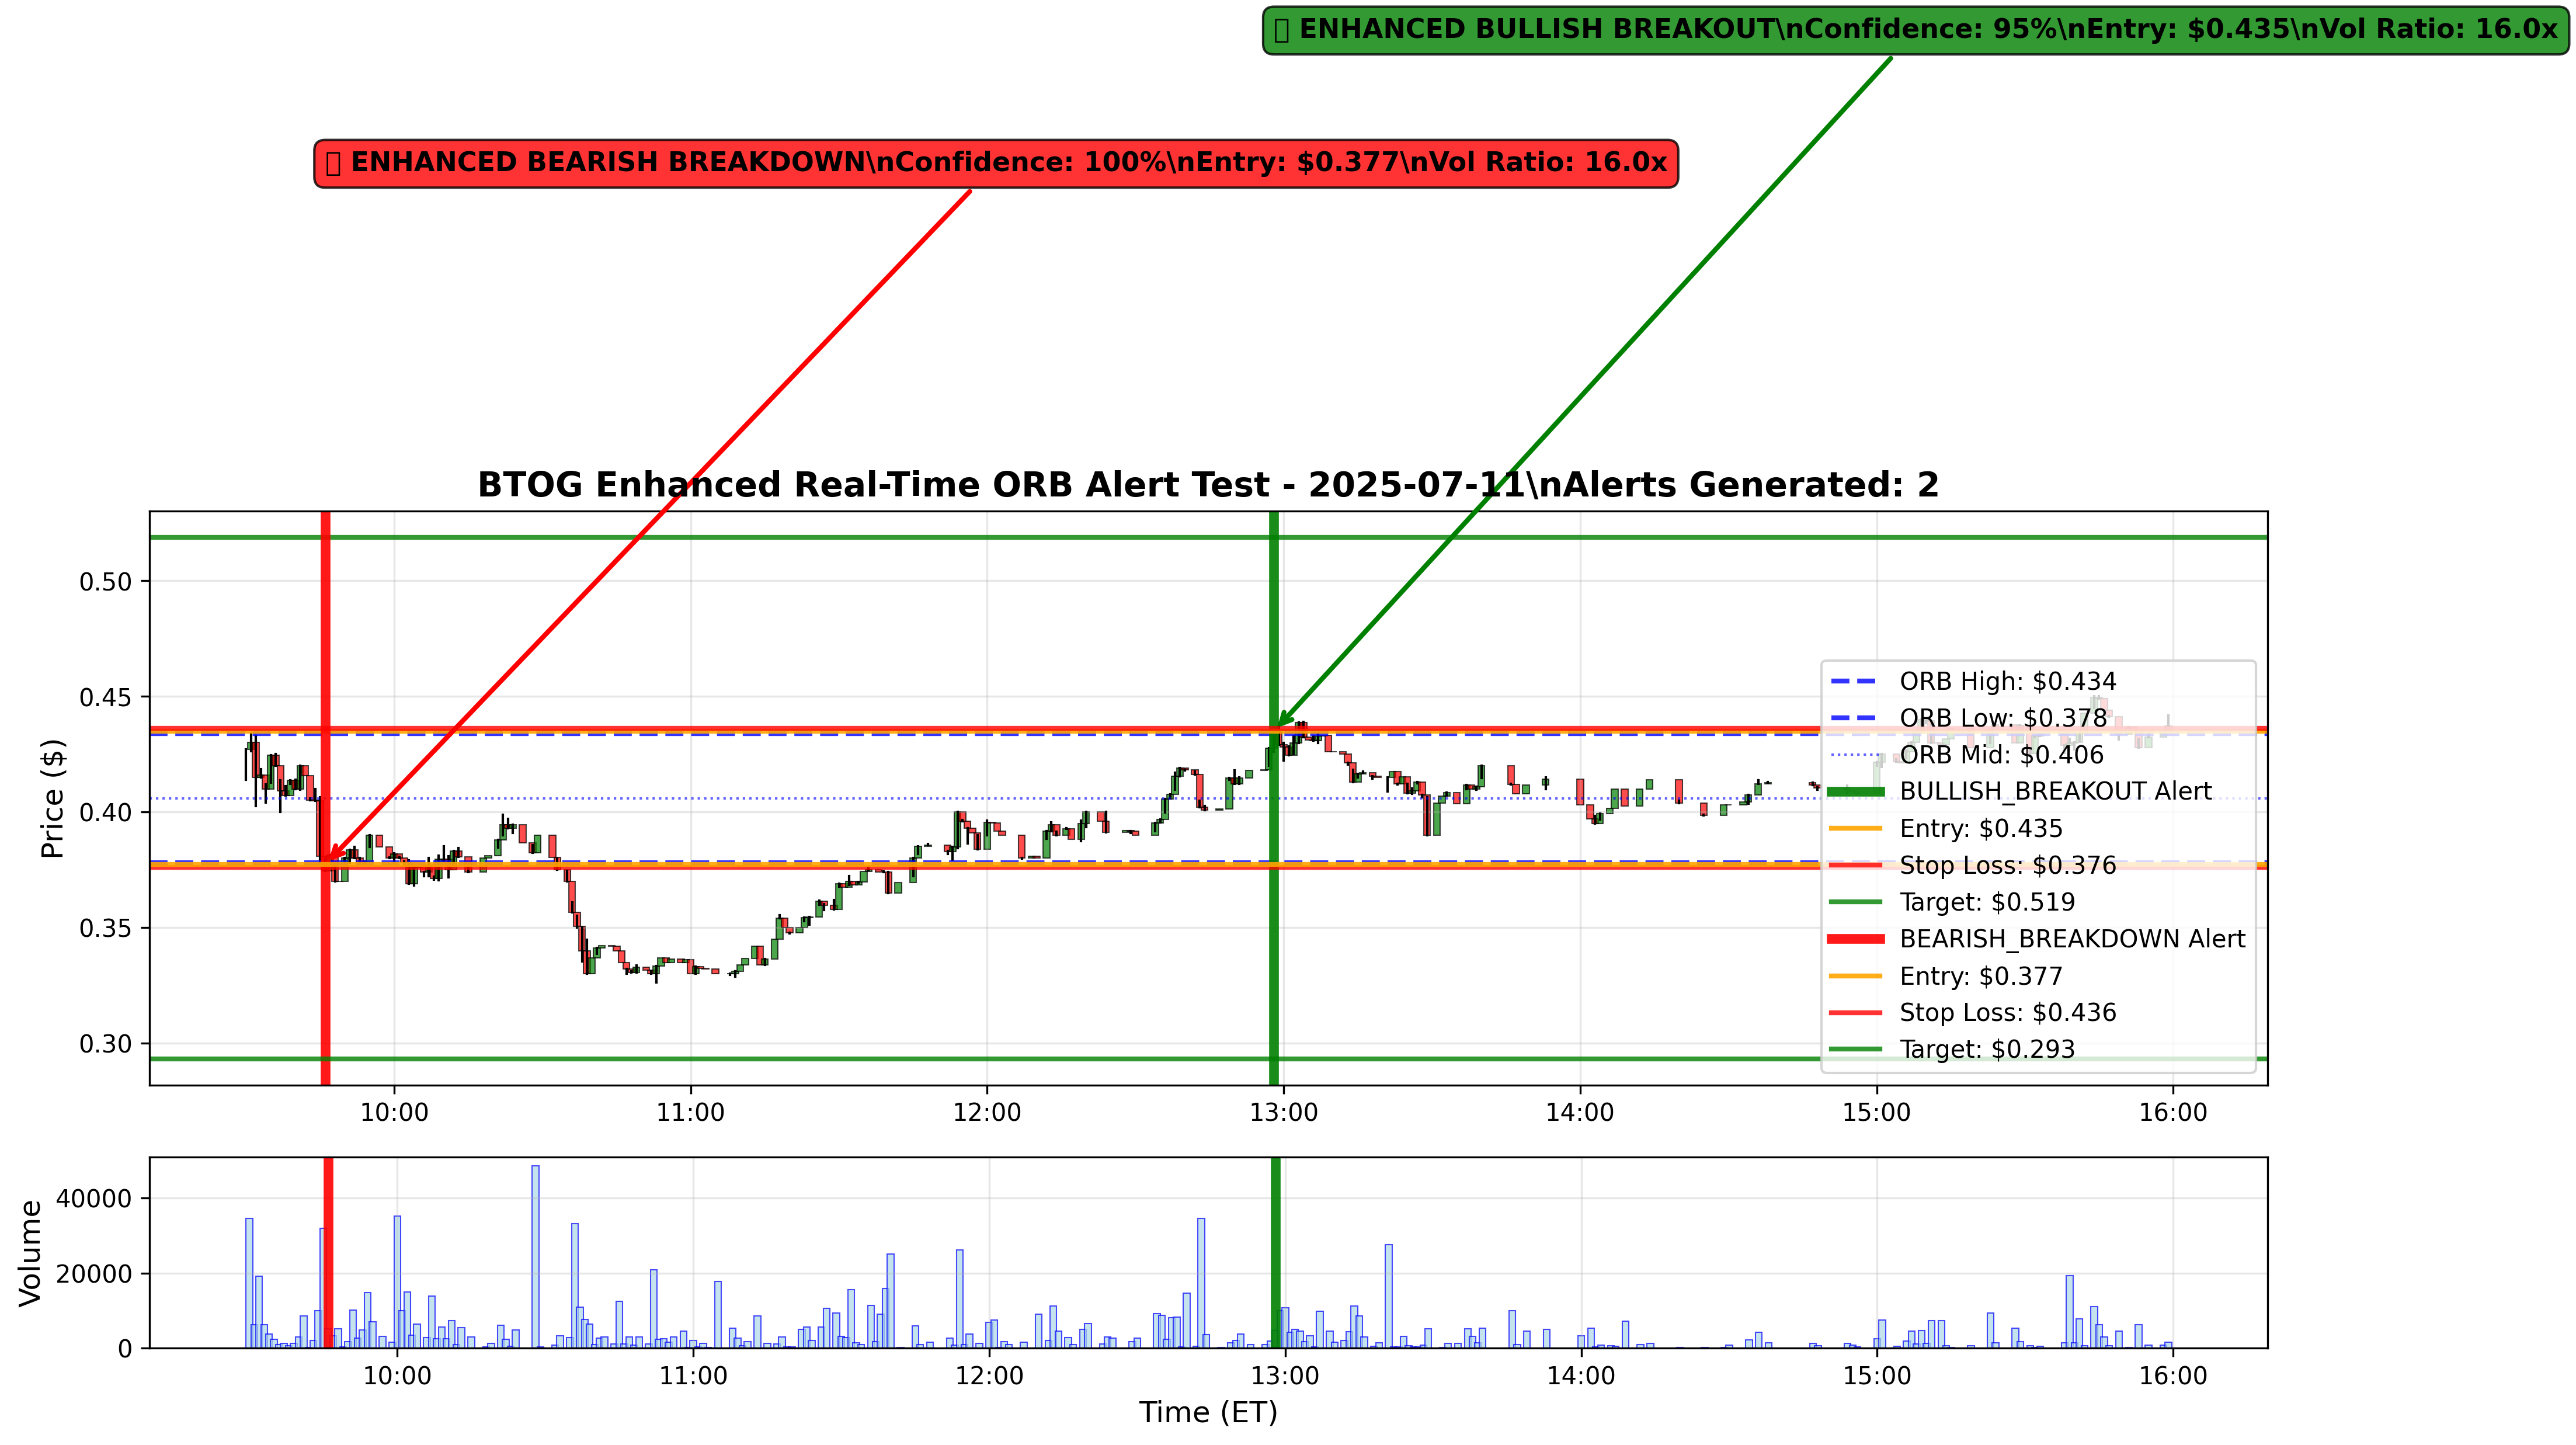 ▯ ENHANCED BULLISH BREAKOUT\nConfidence: 95%\nEntry: $0.435\nVol Ratio: 16.0x
▯ ENHANCED BEARISH BREAKDOWN\nConfidence: 100%\nEntry: $0.377\nVol Ratio: 16.0x
BTOG Enhanced Real-Time ORB Alert Test - 2025-07-11\nAlerts Generated: 2
Price ($)
0.50
0.45
0.40
0.35
0.30
ORB High: $0.434
ORB Low: $0.378
ORB Mid: $0.406
BULLISH_BREAKOUT Alert
Entry: $0.435
Stop Loss: $0.376
Target: $0.519
BEARISH_BREAKDOWN Alert
Entry: $0.377
Stop Loss: $0.436
Target: $0.293
10:00 11:00 12:00 13:00 14:00 15:00 16:00
Volume
40000
20000
0
10:00 11:00 12:00 13:00 14:00 15:00 16:00
Time (ET)